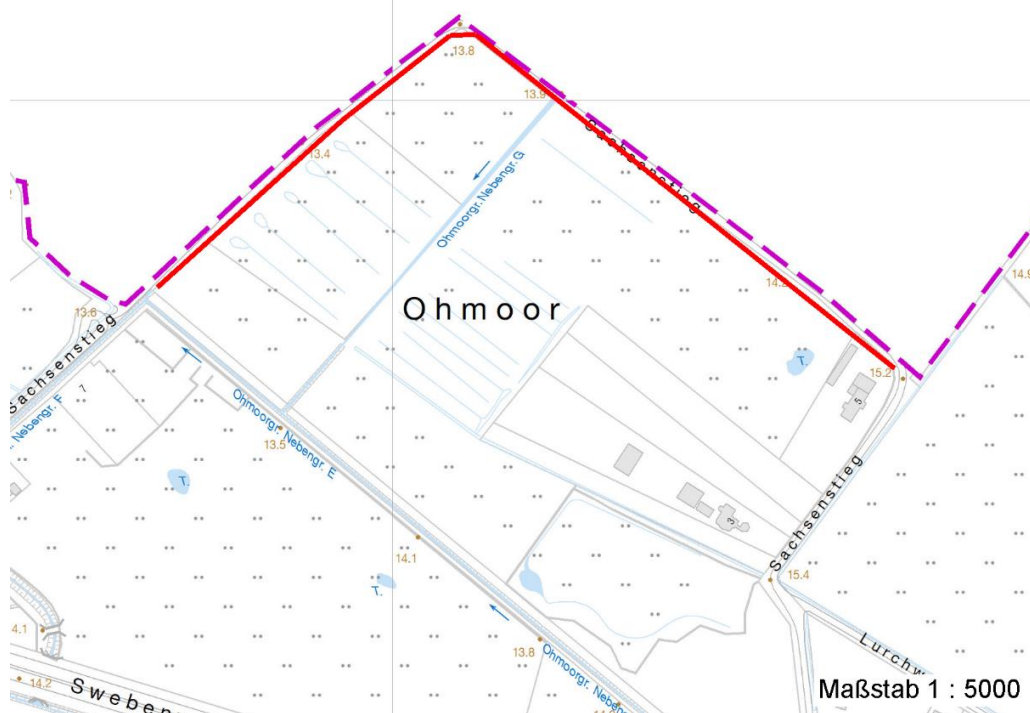 13.8
13.9
13.4
Sachsenstieg
Ohmoorgr. Nebengr. G
14.9
14.2
Ohmoor
13.6
Sachsenstieg
7
T.
15.2
5
Nebengr. F
Ohmoorgr. Nebengr. E
13.5
T.
3
Sachsenstieg
14.1
T.
15.4
4.1
13.8
Lurchw
Ohmoorgr. Neben
14.2
Sweben
Maßstab 1 : 5000